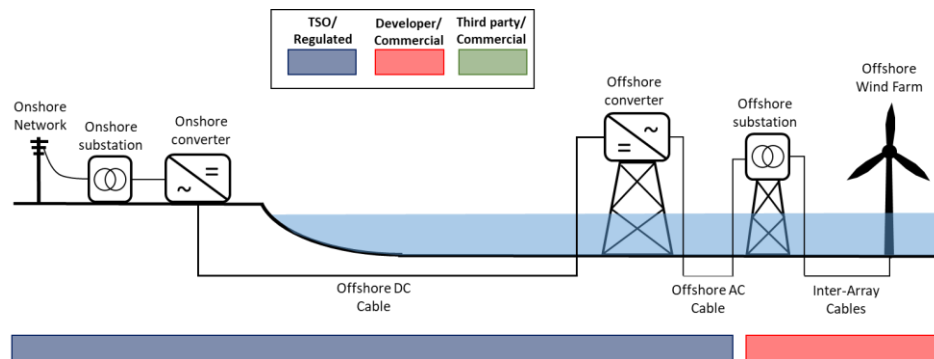 TSO/
Regulated
Developer/
Commercial
Third party/
Commercial
Onshore
Network
Onshore
substation
Onshore
converter
Offshore
converter
Offshore
substation
Offshore
Wind Farm
Offshore DC
Cable
Offshore AC
Cable
Inter-Array
Cables